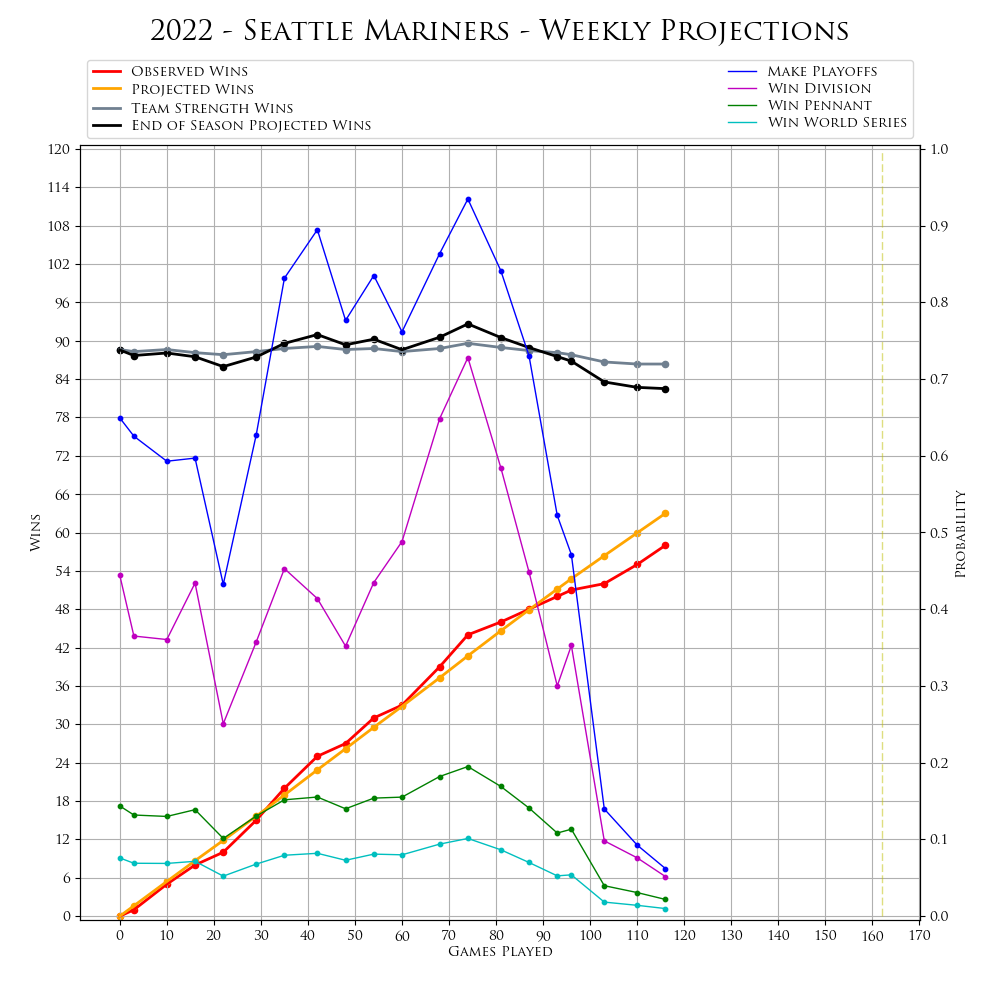 2022 - Seattle Mariners - Weekly Projections
Observed Wins
Projected Wins
Team Strength Wins
End of Season Projected Wins
Make Playoffs
Win Division
Win Pennant
Win World Series
120
114
108
102
96
90
84
78
72
66
60
54
48
42
36
30
24
18
12
6
0
Wins
1.0
0.9
0.8
0.7
0.6
0.5
0.4
0.3
0.2
0.1
0.0
Probability
0 10 20 30 40 50 60 70 80 90 100 110 120 130 140 150 160 170
Games Played